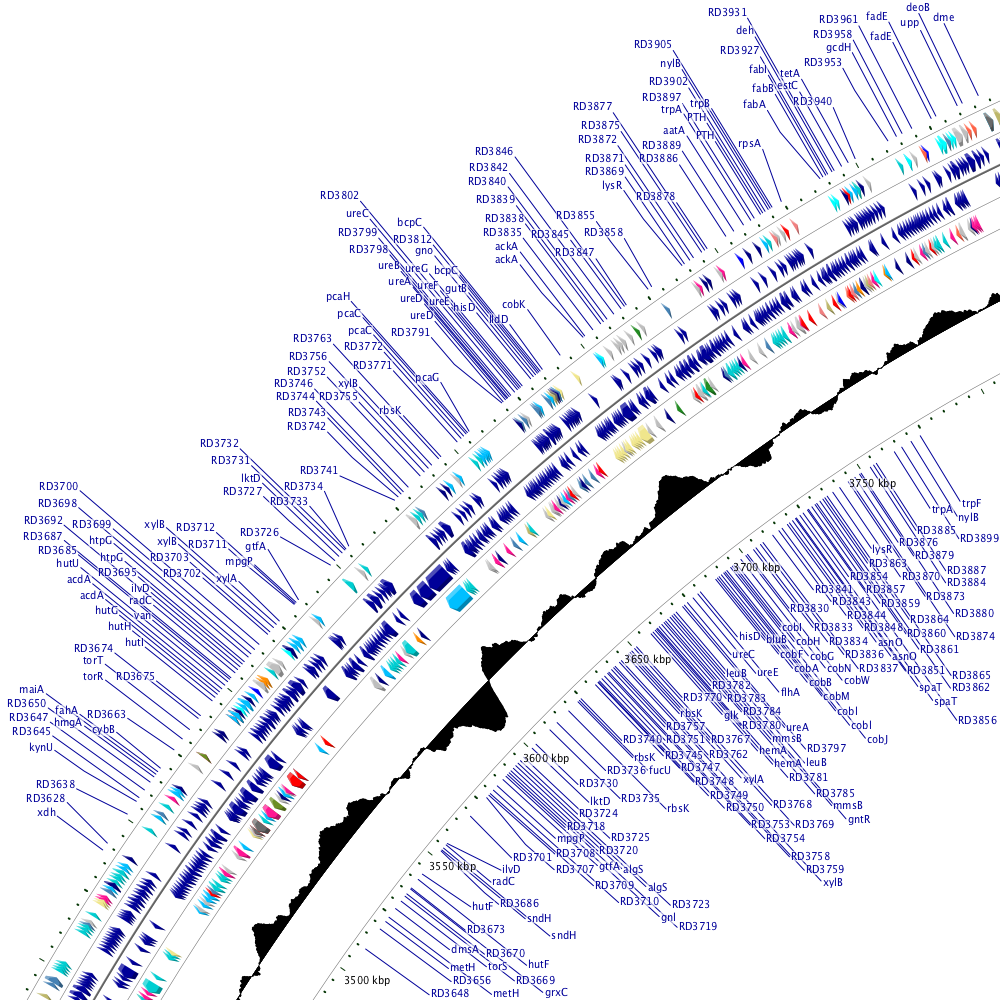 RD3931
deh
RD3927
fabI
tetA
fabB
estC
fabA
RD3940
RD3961
RD3958
gcdH
RD3953
fadE
fadE
deoB
upp
dme
RD3905
nylB
RD3902
RD3897
trpA
trpB
PTH
aatA
PTH
RD3889
RD3886
rpsA
RD3877
RD3875
RD3872
RD3871
RD3869
lysR
RD3878
RD3846
RD3842
RD3840
RD3839
RD3838
RD3835
ackA
ackA
RD3845
RD3847
RD3855
RD3858
RD3802
ureC
RD3799
RD3798
ureB
ureA
ureD
ureD
RD3791
bcpC
RD3812
gno
ureG
ureF
ureE
bcpC
gutB
hisD
lldD
cobK
pcaH
pcaC
pcaC
RD3772
RD3771
pcaG
RD3763
RD3756
RD3752
RD3746
RD3744
RD3743
RD3742
xylB
RD3755
rbsK
RD3732
RD3731
lktD
RD3727
RD3741
RD3734
RD3733
RD3726
gtfA
mpgP
RD3700
RD3698
RD3692
RD3687
RD3685
hutU
acdA
acdA
hutG
hutH
hutI
RD3699
htpG
htpG
RD3695
ilvD
radC
van
xylB
xylB
RD3712
RD3711
RD3703
RD3702
xylA
RD3674
torT
torR
RD3675
maiA
RD3650
RD3647
RD3645
kynU
fahA
hmgA
RD3663
cybB
RD3638
RD3628
xdh
3750 kbp
trpF
trpA
nylB
RD3885
RD3899
RD3876
RD3879
lysR
RD3863
RD3887
RD3854
RD3870
RD3884
RD3841
RD3857
RD3873
RD3843
RD3859
RD3830
RD3844
RD3864
RD3880
RD3833
RD3848
RD3860
RD3874
cobI
cobH
RD3834
asnO
RD3861
hisD
bluB
cobF
cobG
RD3836
asnO
ureC
cobA
cobN
RD3837
RD3851
RD3865
leuB
ureE
cobB
cobW
spaT
RD3862
flhA
cobM
spaT
cobI
RD3856
cobI
cobJ
3700 kbp
3650 kbp
RD3782
RD3770
RD3783
rbsK
glk
RD3784
RD3757
RD3780
ureA
mmsB
RD3740
RD3751
RD3767
hemA
RD3797
RD3745
RD3762
hemA
leuB
rbsK
RD3747
RD3781
RD3736
fucU
RD3748
xylA
RD3785
RD3749
mmsB
RD3750
RD3768
gntR
RD3753
RD3769
RD3754
RD3758
RD3759
xylB
3600 kbp
RD3730
lktD
RD3735
rbsK
RD3724
RD3718
mpgP
RD3725
RD3708
RD3720
RD3701
RD3707
gtfA
algS
RD3709
algS
RD3710
RD3723
gnl
RD3719
3550 kbp
ilvD
radC
hutF
RD3686
sndH
sndH
RD3673
dmsA
RD3670
metH
torS
hutF
RD3656
RD3669
RD3648
metH
grxC
3500 kbp